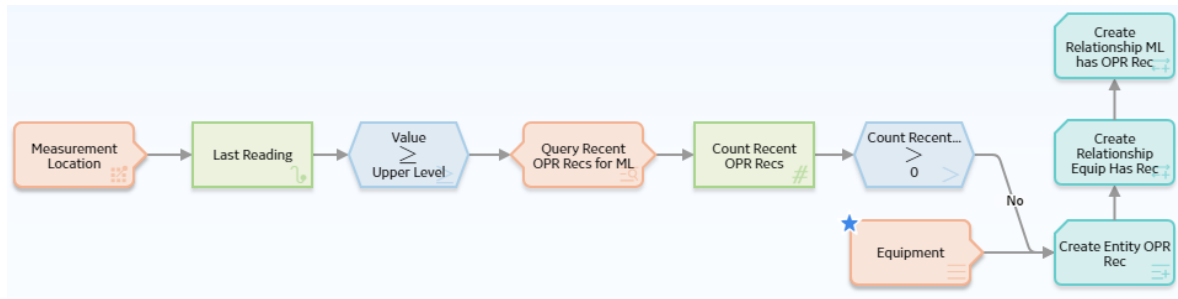 Measurement
Location
Last Reading
Value
≥
Upper Level
Query Recent
OPR Recs for ML
Count Recent
OPR Recs
#
Count Recent...
>
0
No
Equipment
Create Entity OPR
Rec
Create
Relationship
Equip Has Rec
Create
Relationship ML
has OPR Rec